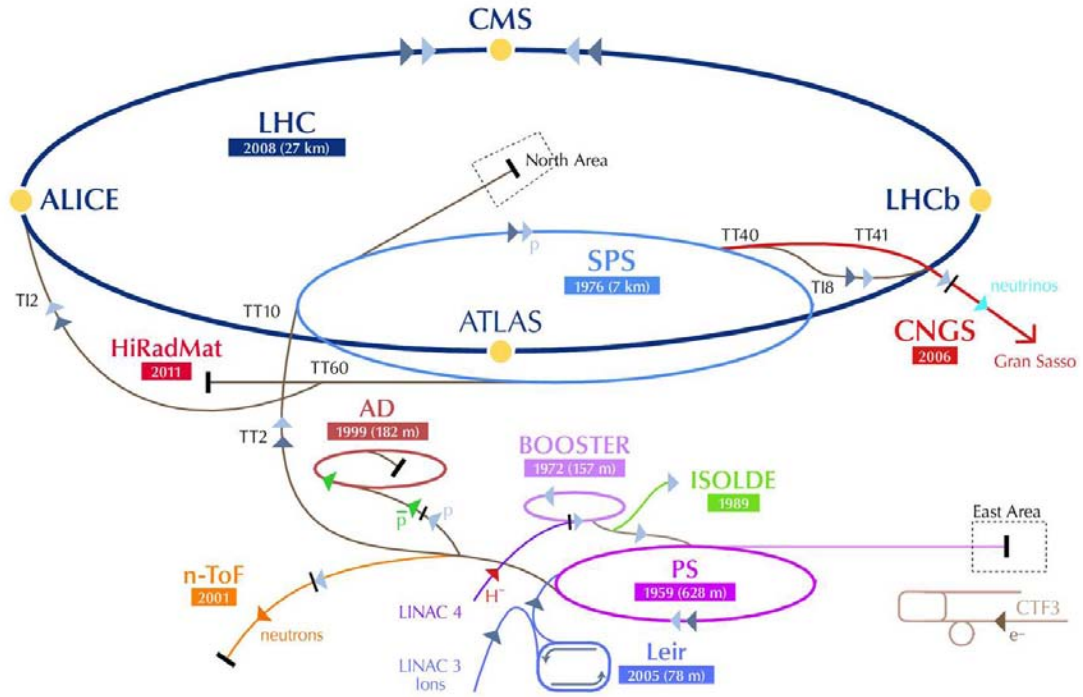 CMS
LHC
2008 (27 km)
North Area
ALICE
LHCb
TT40
TT41
p
SPS
1976 (7 km)
TI8
TI2
neutrinos
TT10
ATLAS
CNGS
2006
HiRadMat
2011
Gran Sasso
TT60
AD
1999 (182 m)
TT2
BOOSTER
1972 (157 m)
ISOLDE
1989
p̅
p
East Area
n-ToF
2001
PS
1959 (628 m)
H⁻
LINAC 4
CTF3
neutrons
e⁻
LINAC 3
Ions
Leir
2005 (78 m)